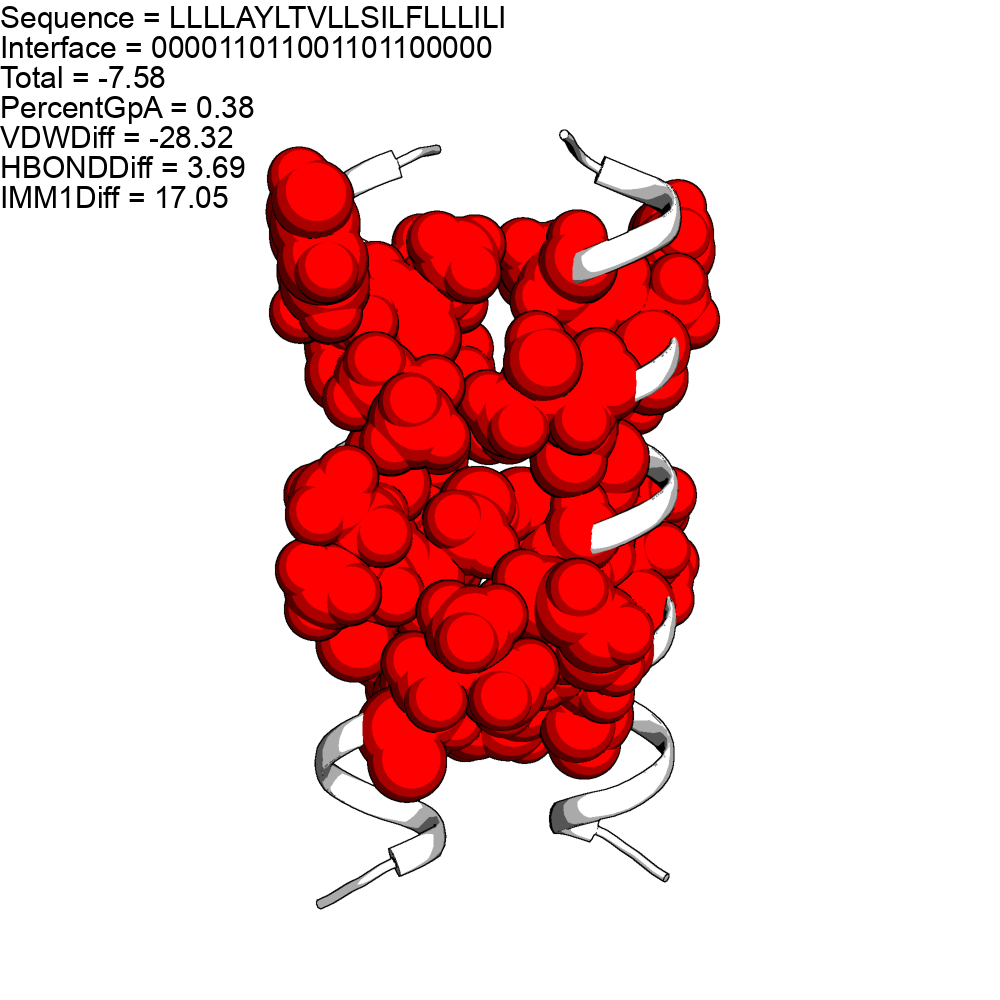 Sequence = LLLLAYLTVLLSILFLLLILI
Interface = 000011011001101100000
Total = -7.58
PercentGpA = 0.38
VDWDiff = -28.32
HBONDDiff = 3.69
IMM1Diff = 17.05